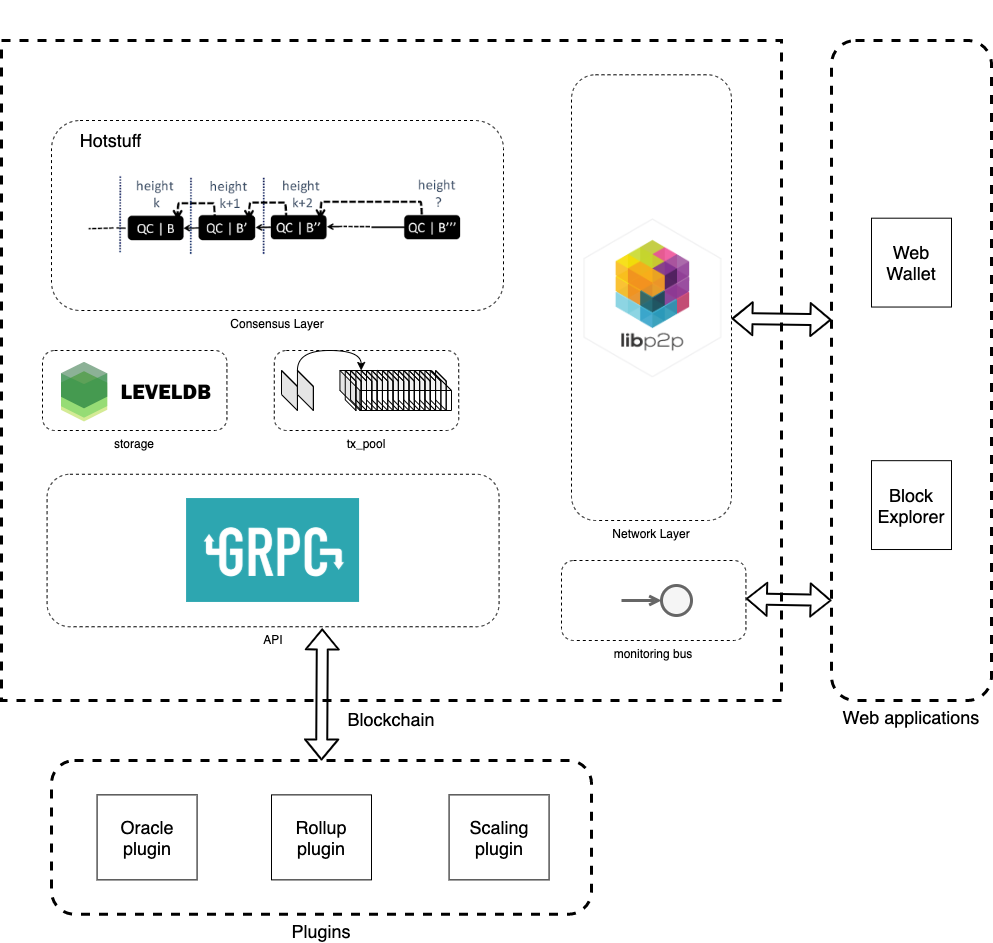 Hotstuff
height height height height
k k+1 k+2 ?
QC | B QC | B' QC | B'' QC | B'''
Consensus Layer
LEVELDB
storage
tx_pool
GRPC
API
libp2p
Network Layer
monitoring bus
Blockchain
Web
Wallet
Block
Explorer
Web applications
Oracle
plugin
Rollup
plugin
Scaling
plugin
Plugins